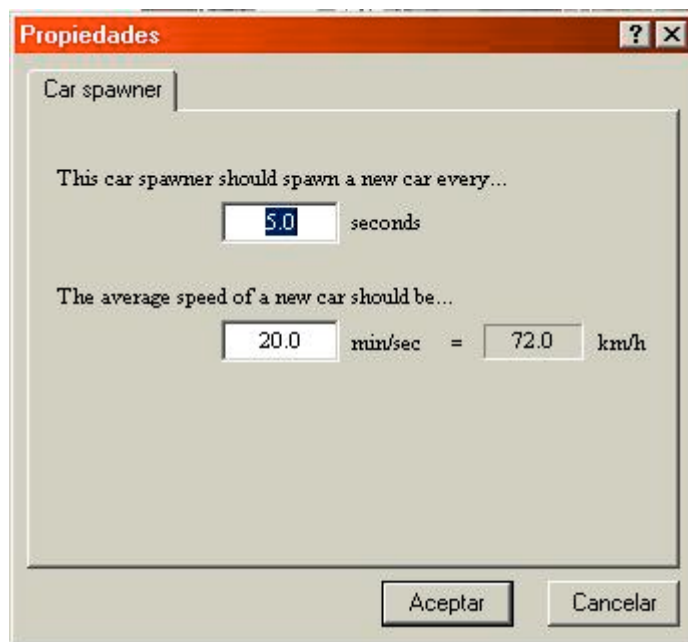 Propiedades
Car spawner
This car spawner should spawn a new car every...
5.0 seconds
The average speed of a new car should be...
20.0 min/sec = 72.0 km/h
Aceptar Cancelar